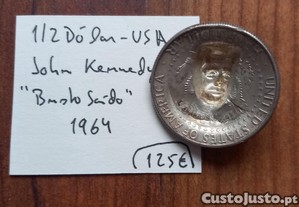 1/2 Dólar - USA
John Kennedy
"Busto Saído"
1964
125€
UNITED STATES OF AMERICA
CustoJusto.pt